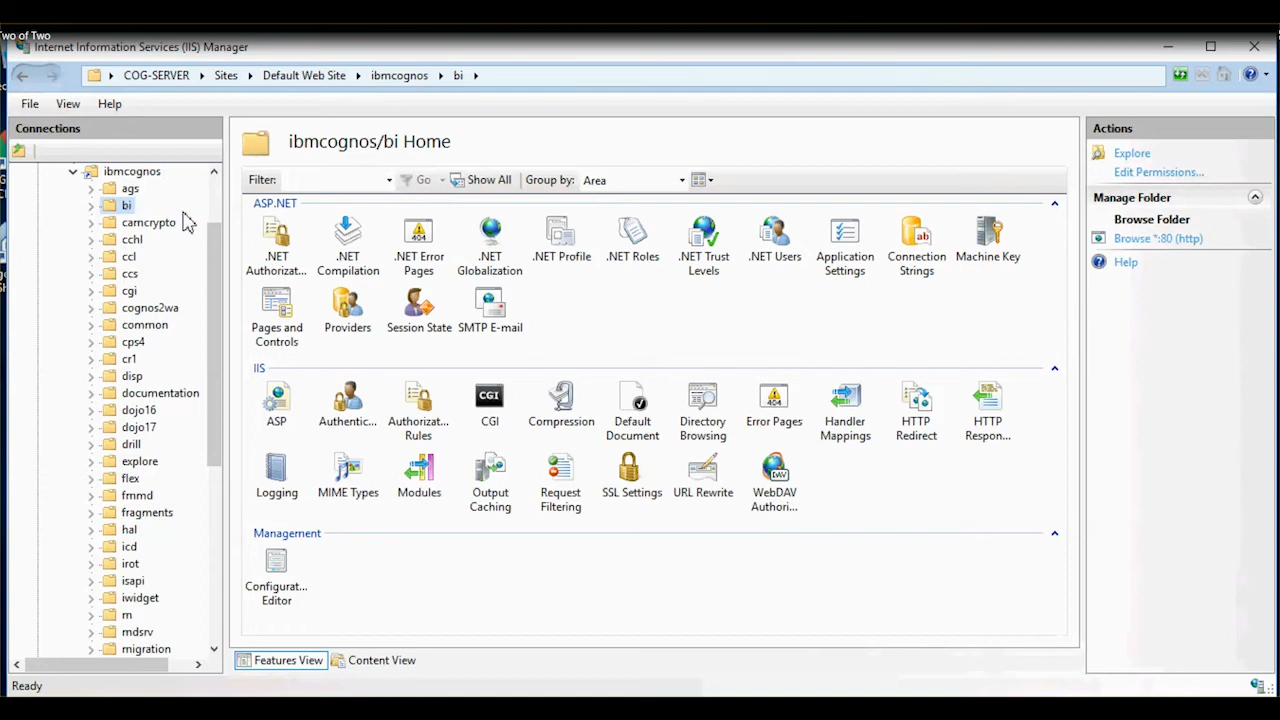 Two of Two
Internet Information Services (IIS) Manager
COG-SERVER Sites Default Web Site ibmcognos bi
File View Help
Connections
ibmcognos
ags
bi
camcrypto
cchl
ccl
ccs
cgi
cognos2wa
common
cps4
cr1
disp
documentation
dojo16
dojo17
drill
explore
flex
fmmd
fragments
hal
icd
irot
isapi
iwidget
m
mdsrv
migration
ibmcognos/bi Home
Filter: Go Show All Group by: Area
ASP.NET
.NET Authorizat...
.NET Compilation
.NET Error Pages
.NET Globalization
.NET Profile
.NET Roles
.NET Trust Levels
.NET Users
Application Settings
Connection Strings
Machine Key
Pages and Controls
Providers
Session State
SMTP E-mail
IIS
ASP
Authentic...
Authorizat... Rules
CGI
CGI
Compression
Default Document
Directory Browsing
404
Error Pages
Handler Mappings
HTTP Redirect
HTTP Respon...
Logging
MIME Types
Modules
Output Caching
Request Filtering
SSL Settings
URL Rewrite
WebDAV Authori...
Management
Configurat... Editor
Features View Content View
Actions
Explore
Edit Permissions...
Manage Folder
Browse Folder
Browse *:80 (http)
Help
Ready